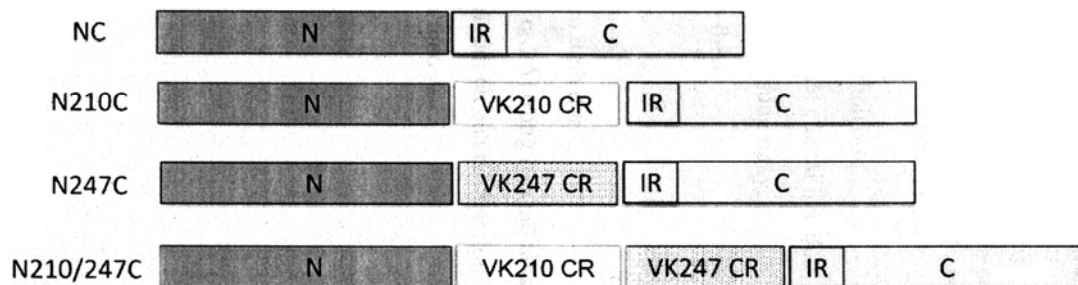 NC N IR C
N210C N VK210 CR IR C
N247C N VK247 CR IR C
N210/247C N VK210 CR VK247 CR IR C